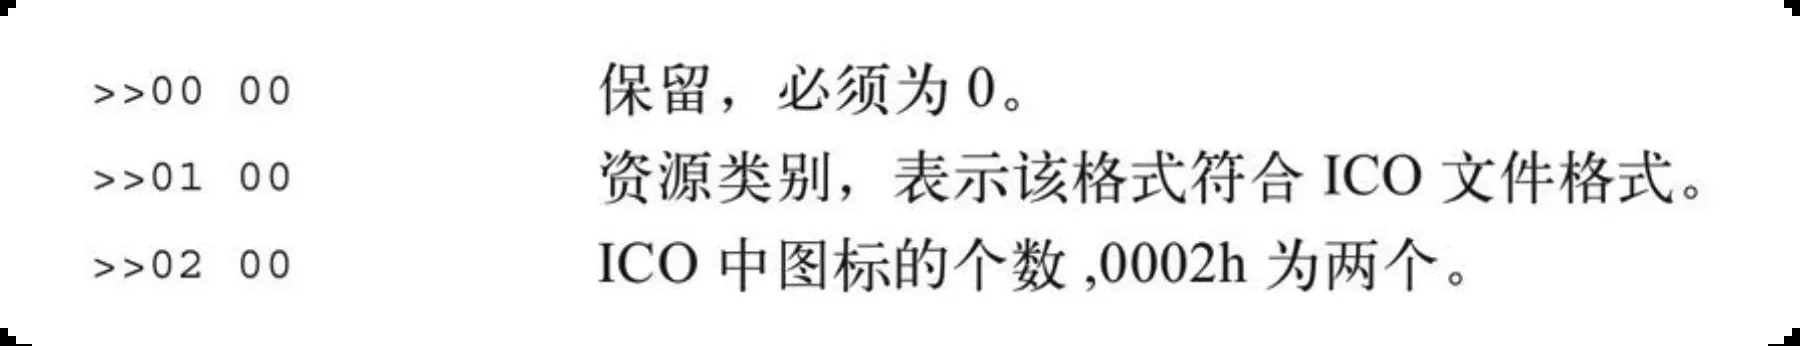 >>00 00 保留，必须为 0。
>>01 00 资源类别，表示该格式符合 ICO 文件格式。
>>02 00 ICO 中图标的个数 ,0002h 为两个。